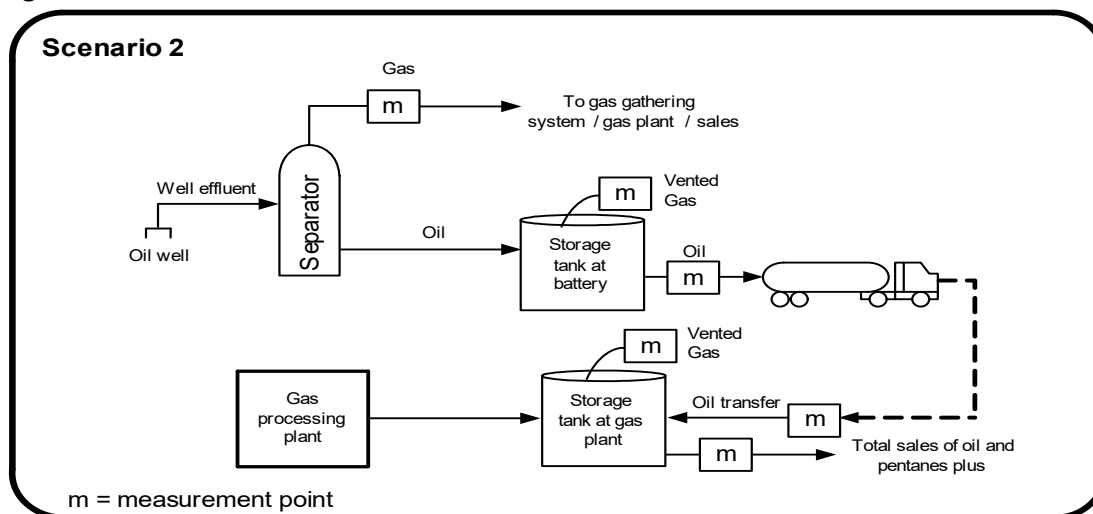 Scenario 2
Gas
m
To gas gathering
system / gas plant / sales
Well effluent
Separator
Oil well
Oil
m
Vented
Gas
Storage
tank at
battery
Oil
m
m
Vented
Gas
Gas
processing
plant
Storage
tank at gas
plant
Oil transfer
m
m
Total sales of oil and
pentanes plus
m = measurement point